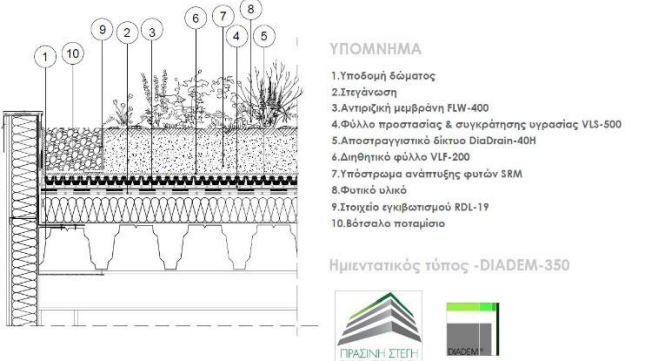 8
6
7
9
2
3
4
5
1
10
ΥΠΟΜΝΗΜΑ
1.Υποδομή δώματος
2.Στεγάνωση
3.Αντιριζική μεμβράνη FLW-400
4.Φύλλο προστασίας & συγκράτησης υγρασίας VLS-500
5.Αποστραγγιστικό δίκτυο DiaDrain-40H
6.Διηθητικό φύλλο VLF-200
7.Υπόστρωμα ανάπτυξης φυτών SRM
8.Φυτικό υλικό
9.Στοιχείο εγκιβωτισμού RDL-19
10.Βότσαλο ποταμίσιο
Ημιεντατικός τύπος -DIADEM-350
ΠΡΑΣΙΝΗ ΣΤΕΓΗ
DIADEM®